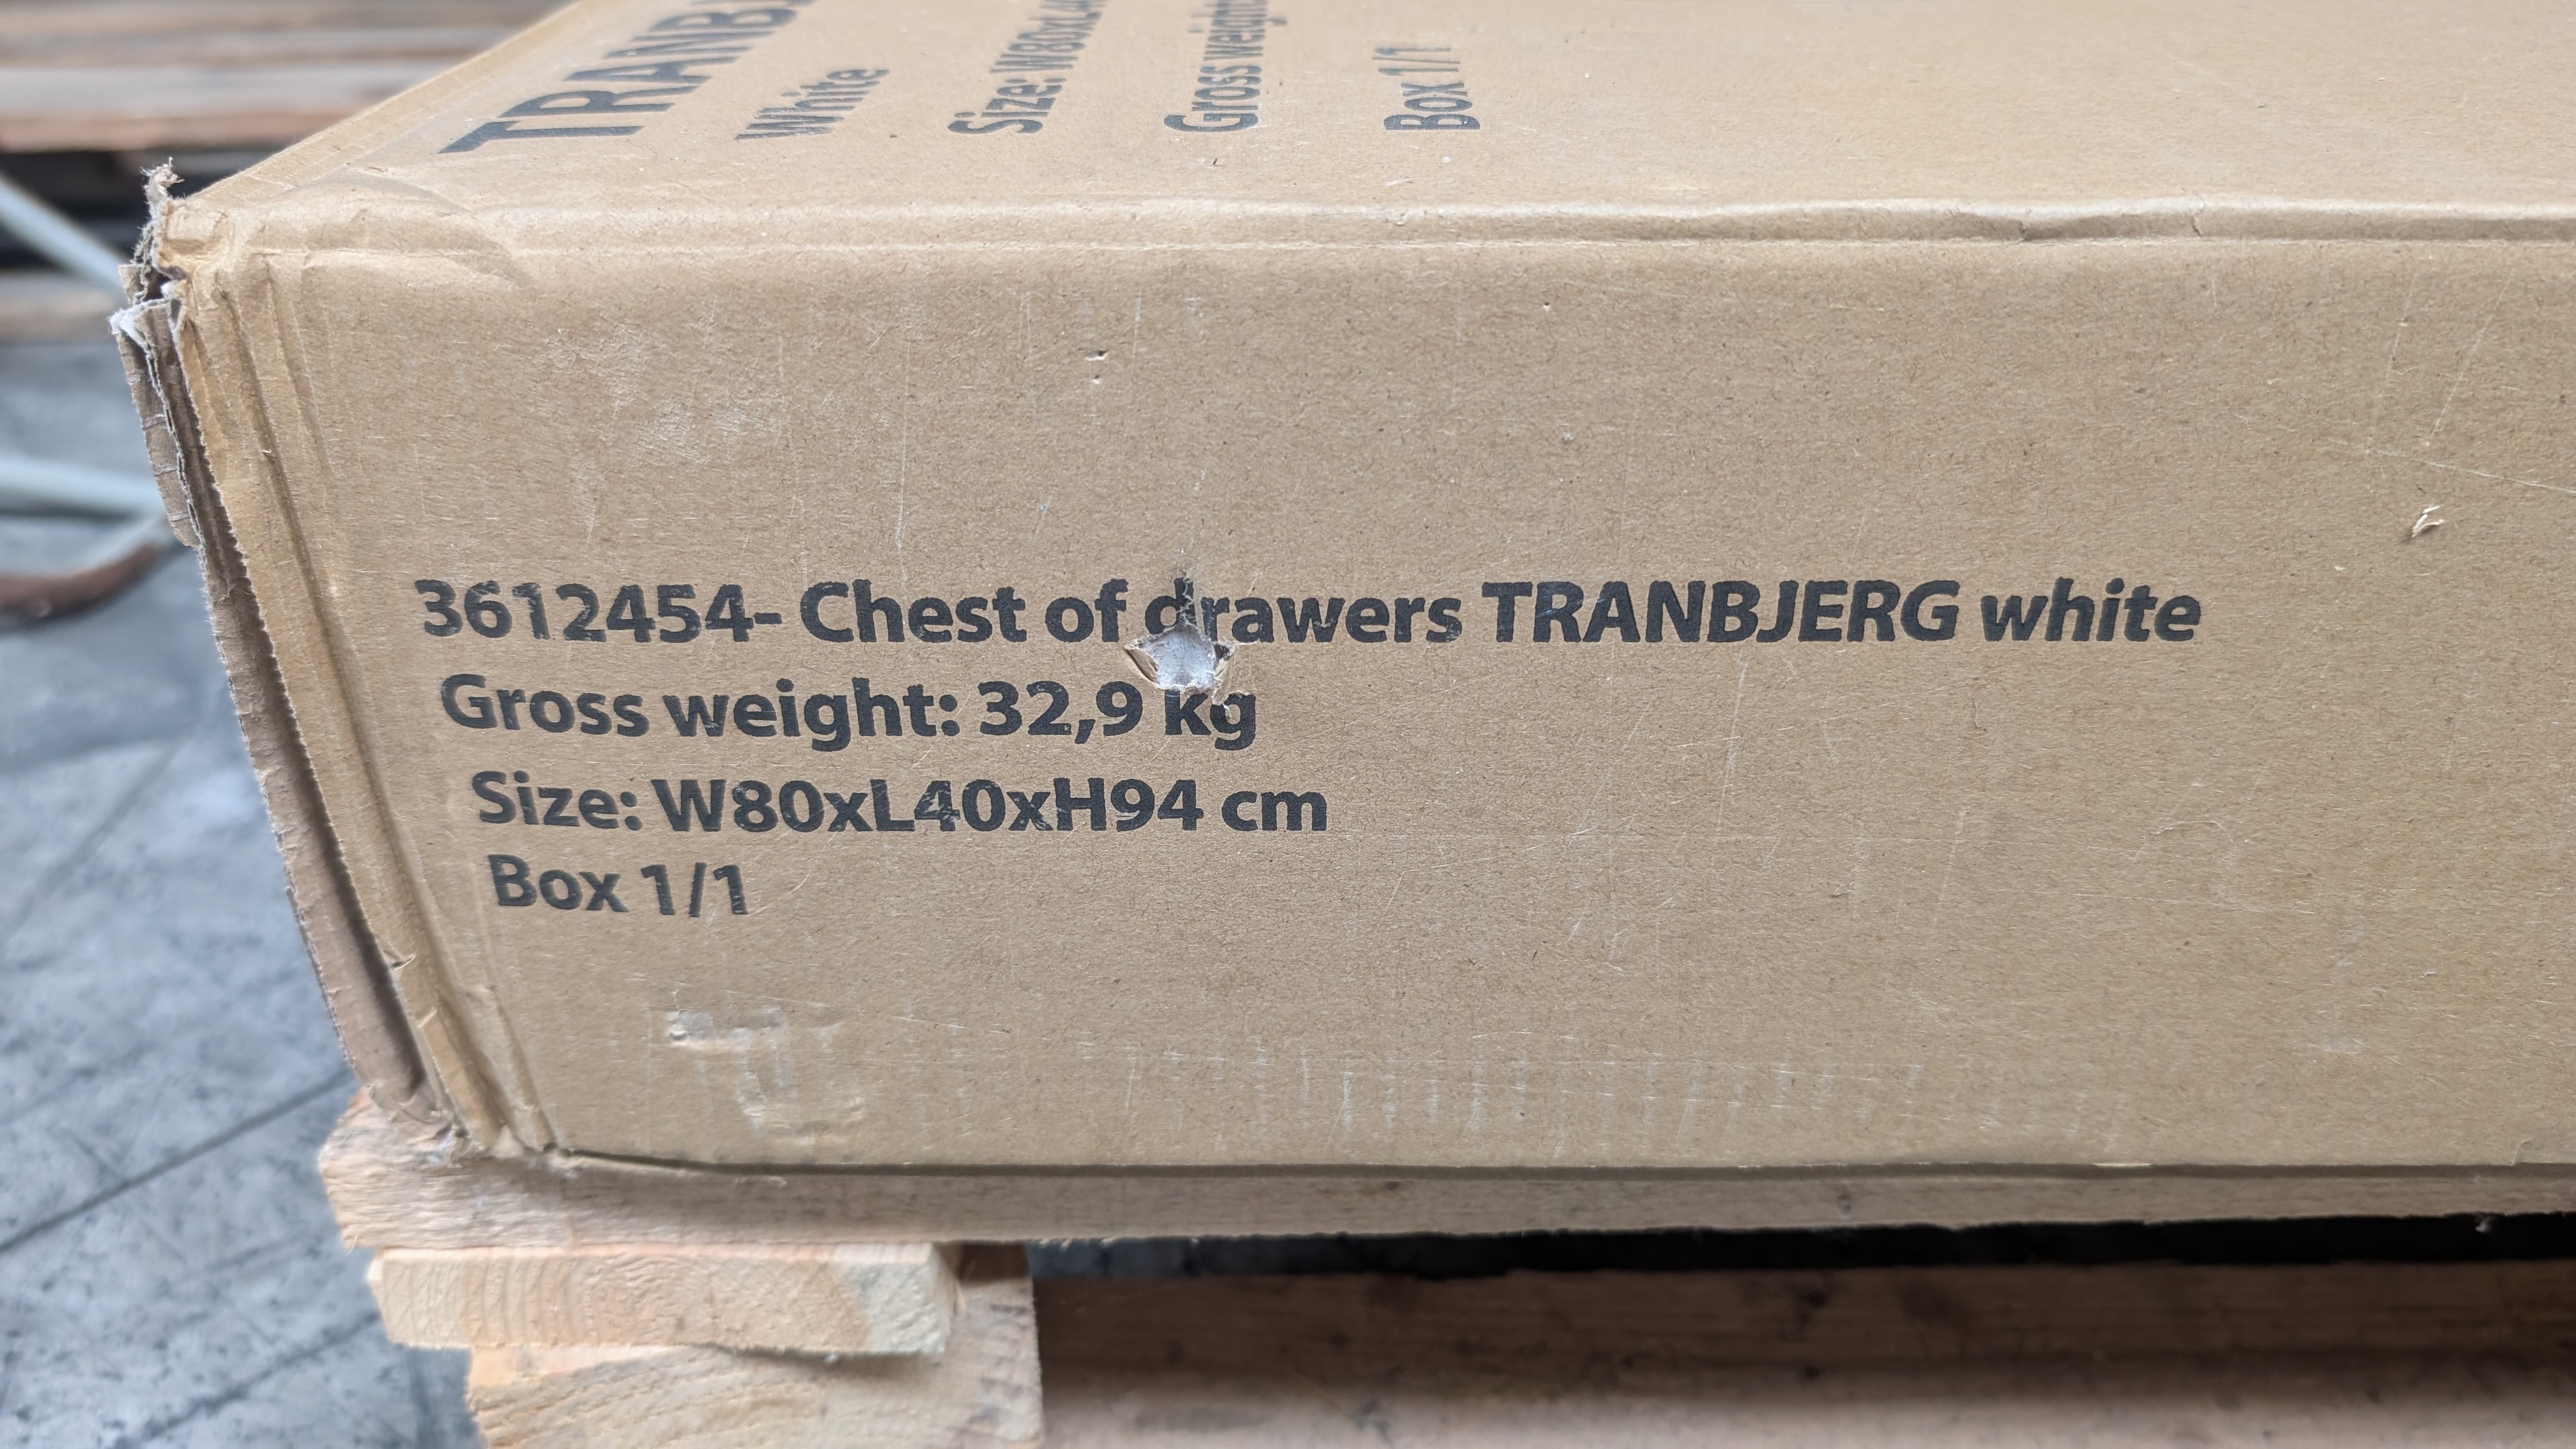 White
Box 1/1
3612454- Chest of drawers TRANBJERG white
Gross weight: 32,9 kg
Size: W80xL40xH94 cm
Box 1/1